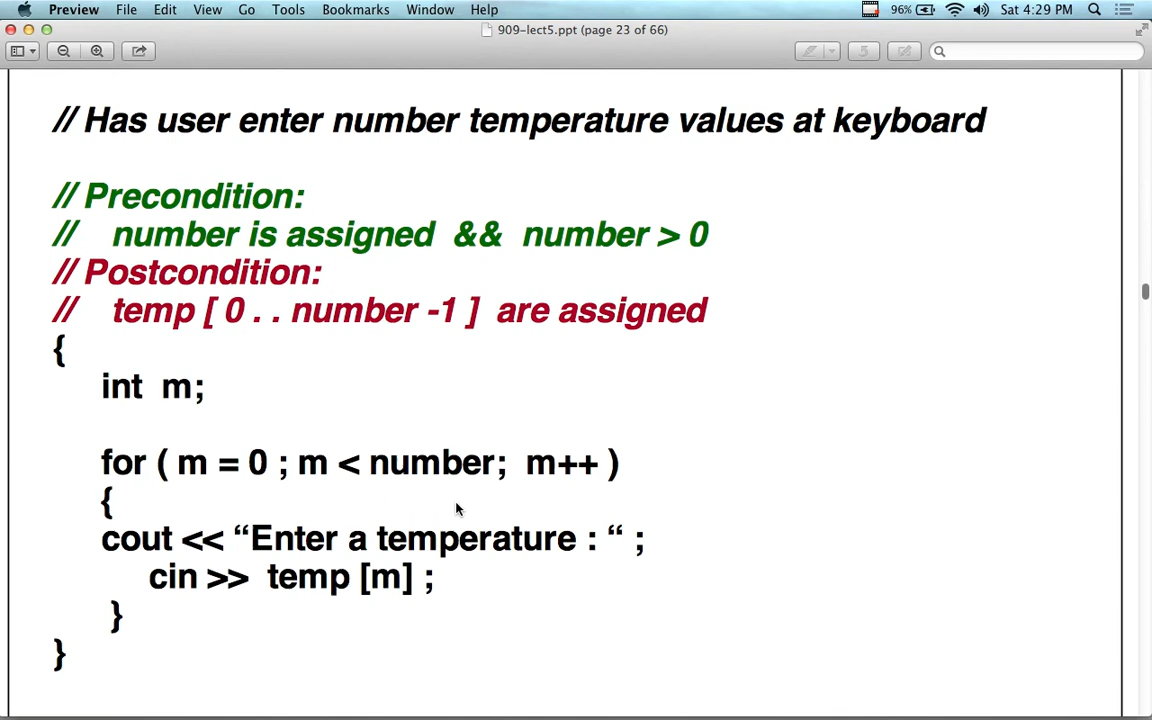 Preview File Edit View Go Tools Bookmarks Window Help 96% Sat 4:29 PM
909-lect5.ppt (page 23 of 66)
// Has user enter number temperature values at keyboard
// Precondition:
// number is assigned && number > 0
// Postcondition:
// temp [ 0 . . number -1 ] are assigned
{
int m;
for ( m = 0 ; m < number; m++ )
{
cout << “Enter a temperature : “ ;
cin >> temp [m] ;
}
}